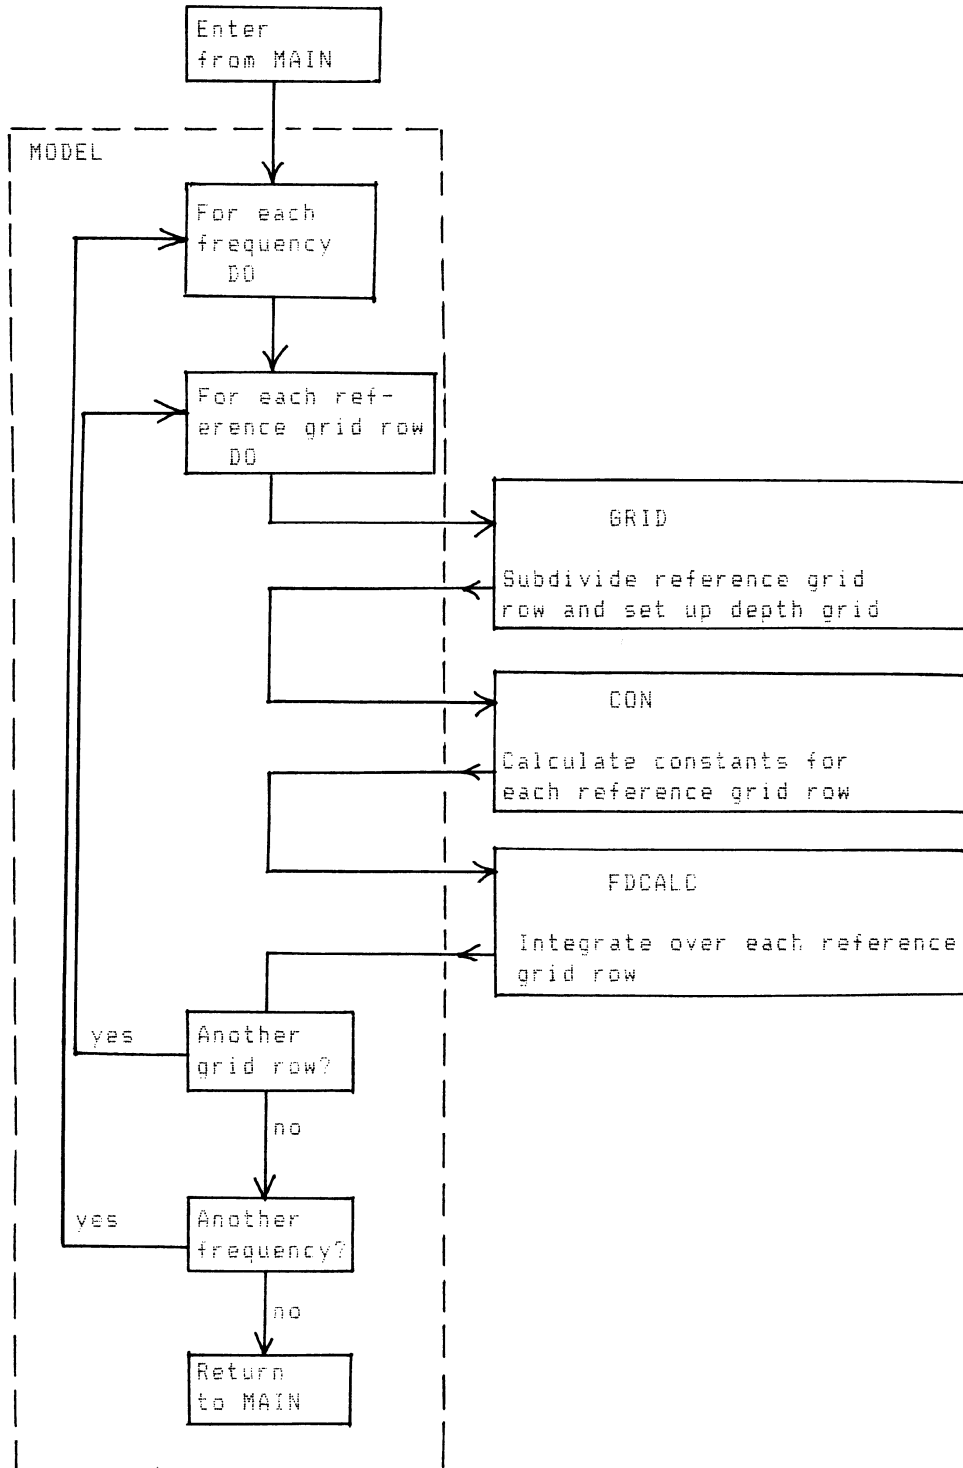 Enter
from MAIN
MODEL
For each
frequency
DO
For each ref-
erence grid row
DO
GRID
Subdivide reference grid
row and set up depth grid
CON
Calculate constants for
each reference grid row
FDCALC
Integrate over each reference
grid row
yes
Another
grid row?
no
yes
Another
frequency?
no
Return
to MAIN